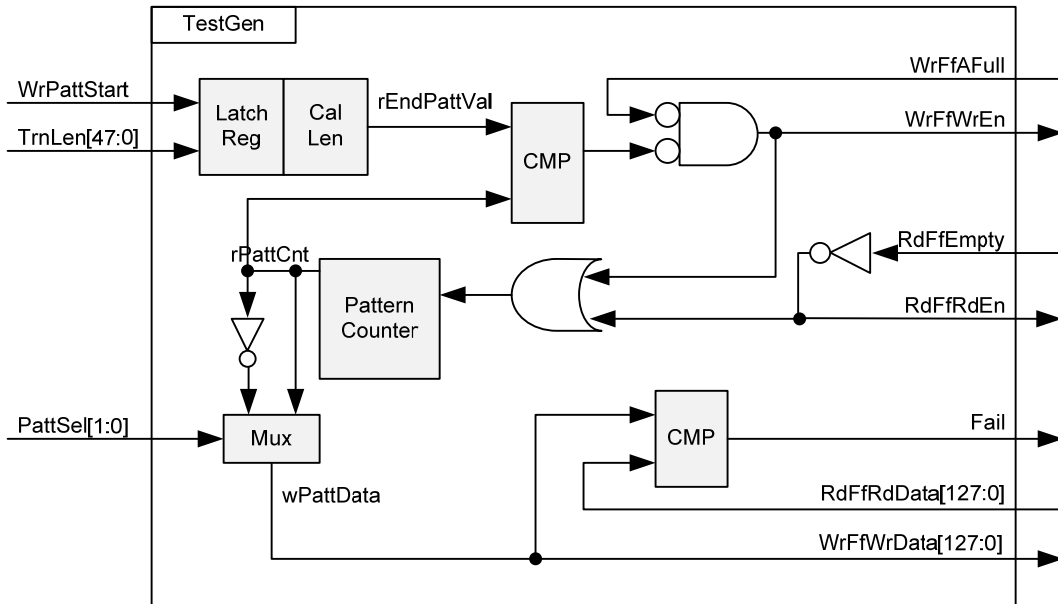 TestGen
WrPattStart
TrnLen[47:0]
Latch
Reg
Cal
Len
rEndPattVal
CMP
WrFfAFull
WrFfWrEn
rPattCnt
Pattern
Counter
RdFfEmpty
RdFfRdEn
PattSel[1:0]
Mux
wPattData
CMP
Fail
RdFfRdData[127:0]
WrFfWrData[127:0]